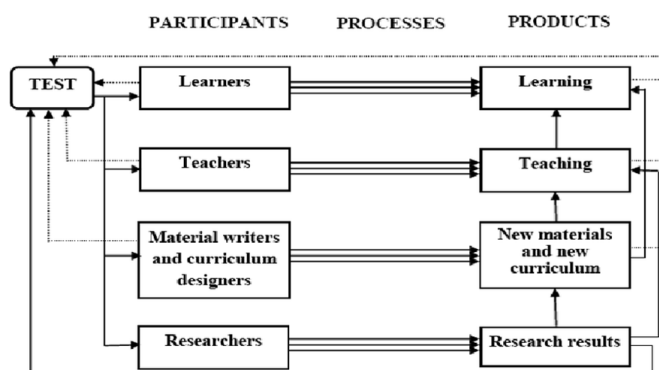 PARTICIPANTS PROCESSES PRODUCTS
TEST
Learners
Learning
Teachers
Teaching
Material writers
and curriculum
designers
New materials
and new
curriculum
Researchers
Research results